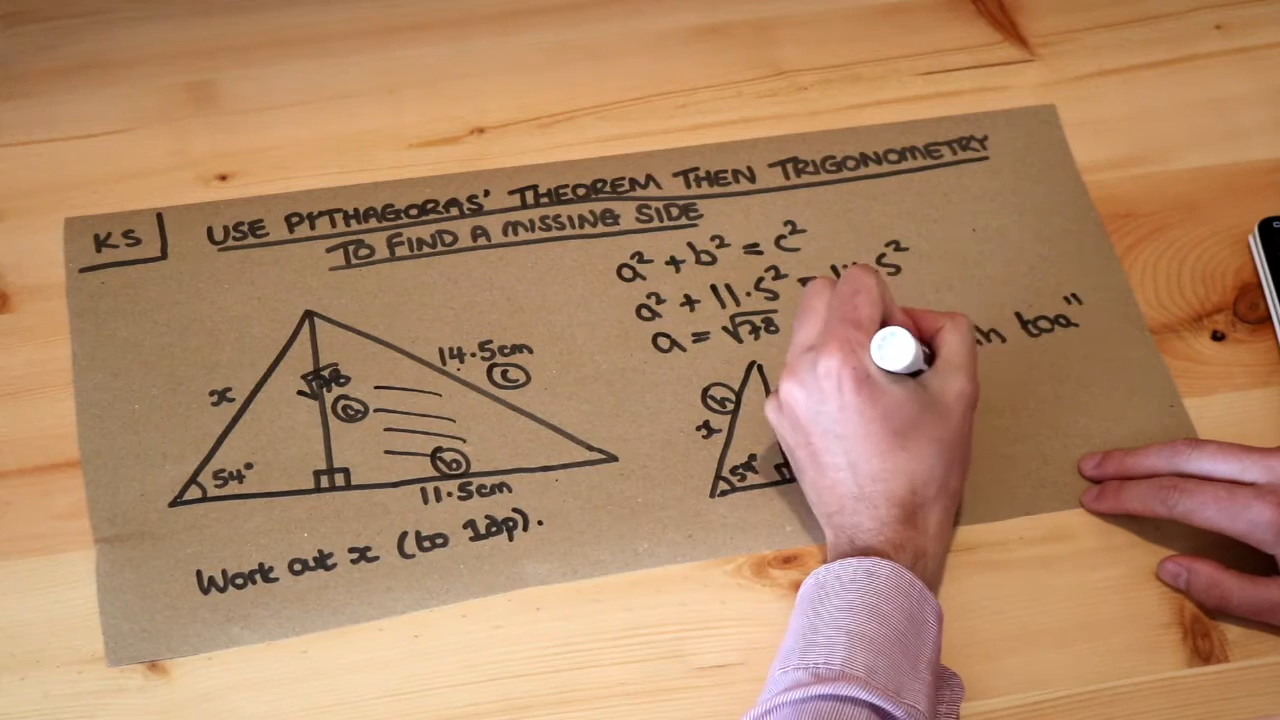 KS
USE PYTHAGORAS' THEOREM THEN TRIGONOMETRY
TO FIND A MISSING SIDE
a² + b² = c²
a² + 11.5² =
a = √78
toa"
14.5cm
c
x
√78
a
54°
b
11.5cm
h
x
54°
Work out x (to 1dp).